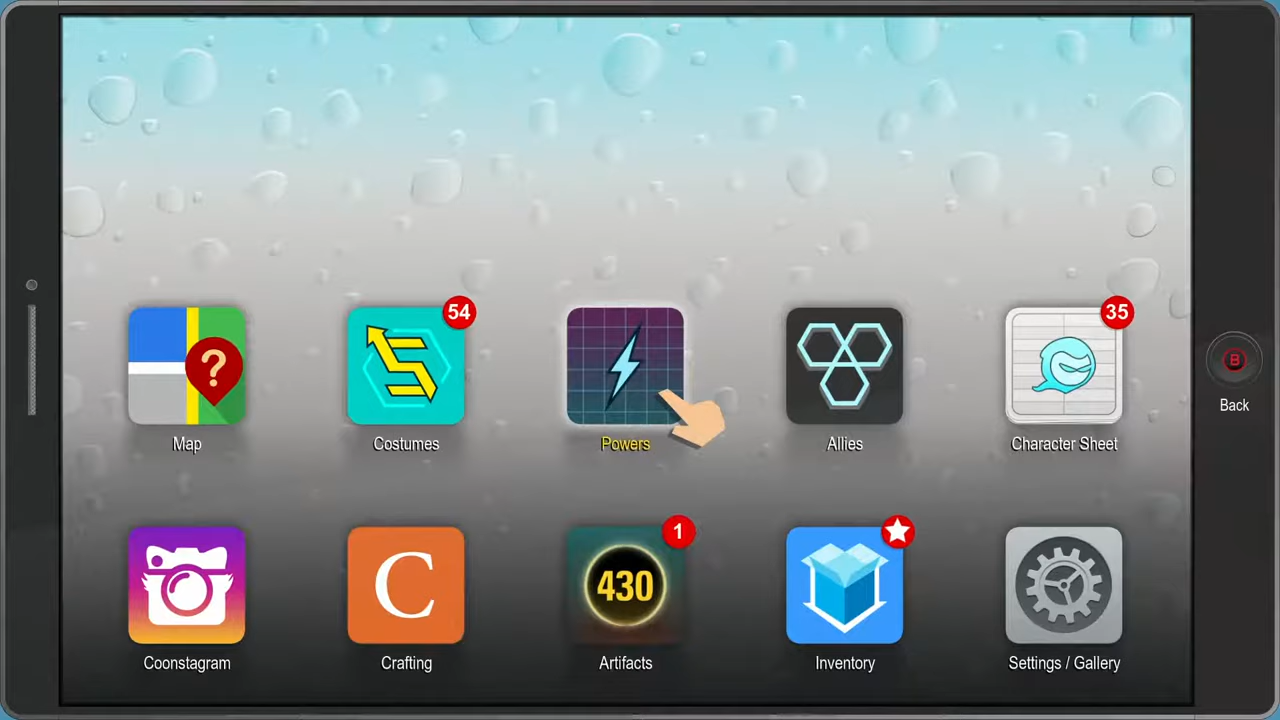 54
35
?
B
Map
Costumes
Powers
Allies
Character Sheet
Back
1
C
430
Coonstagram
Crafting
Artifacts
Inventory
Settings / Gallery